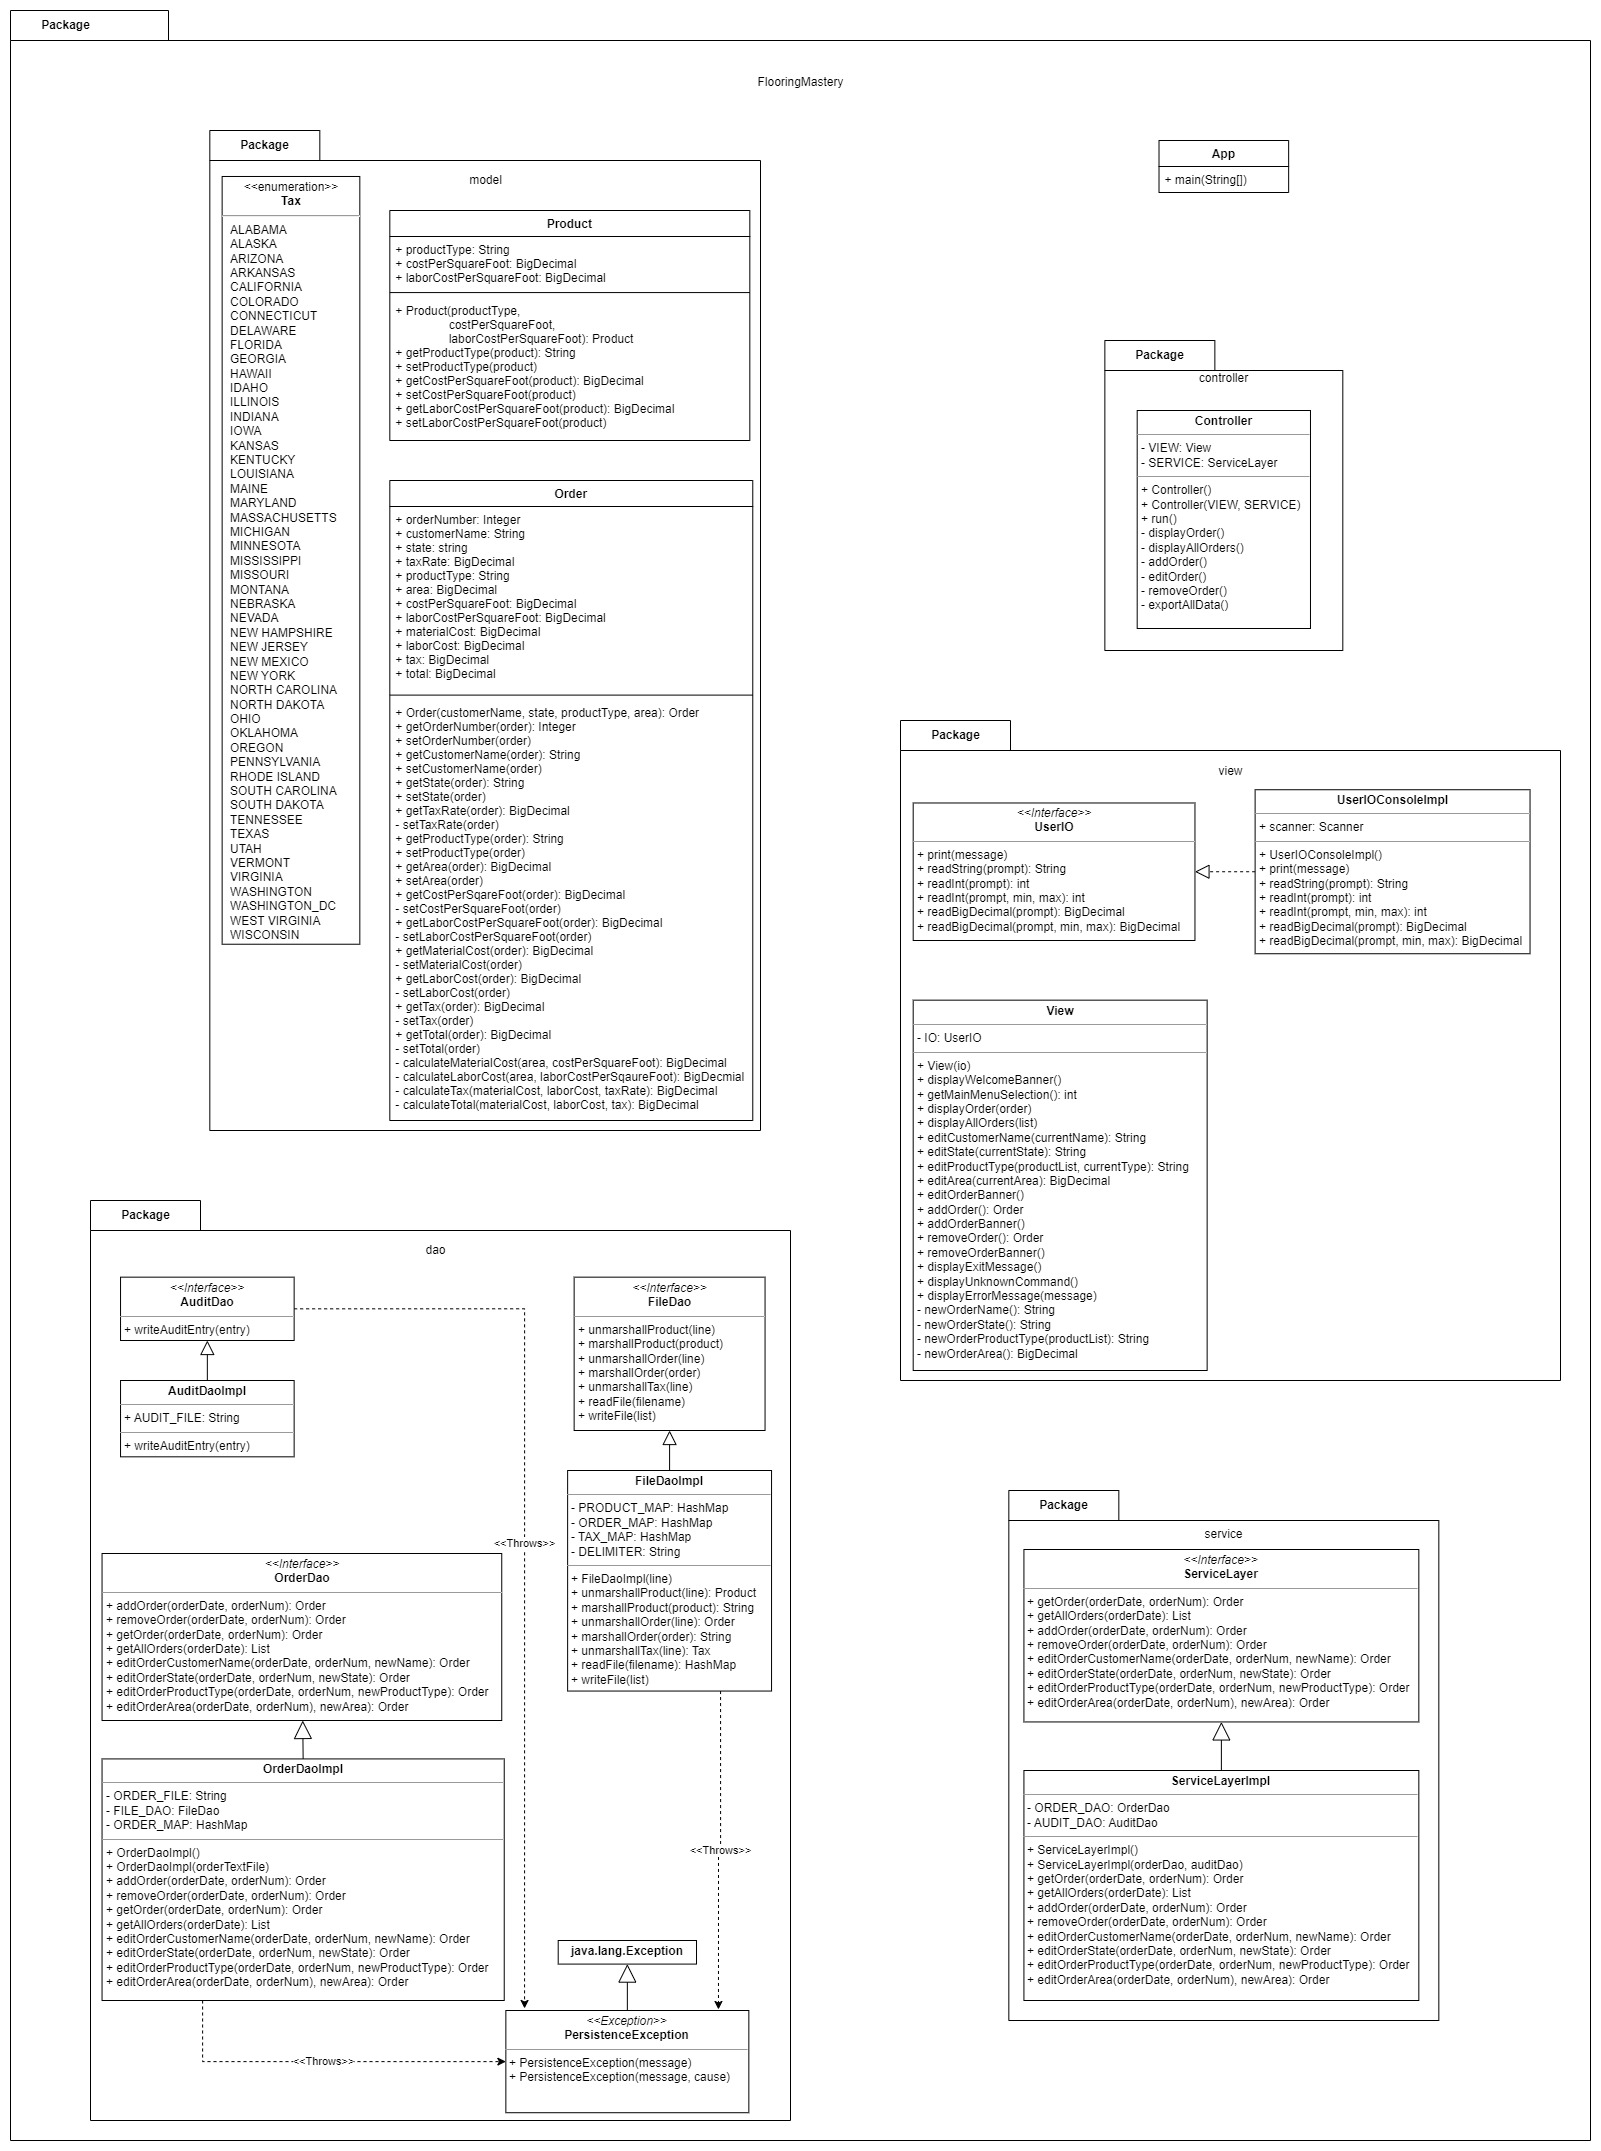 Package
FlooringMastery
Package
model
<<enumeration>>
Tax
ALABAMA
ALASKA
ARIZONA
ARKANSAS
CALIFORNIA
COLORADO
CONNECTICUT
DELAWARE
FLORIDA
GEORGIA
HAWAII
IDAHO
ILLINOIS
INDIANA
IOWA
KANSAS
KENTUCKY
LOUISIANA
MAINE
MARYLAND
MASSACHUSETTS
MICHIGAN
MINNESOTA
MISSISSIPPI
MISSOURI
MONTANA
NEBRASKA
NEVADA
NEW HAMPSHIRE
NEW JERSEY
NEW MEXICO
NEW YORK
NORTH CAROLINA
NORTH DAKOTA
OHIO
OKLAHOMA
OREGON
PENNSYLVANIA
RHODE ISLAND
SOUTH CAROLINA
SOUTH DAKOTA
TENNESSEE
TEXAS
UTAH
VERMONT
VIRGINIA
WASHINGTON
WASHINGTON_DC
WEST VIRGINIA
WISCONSIN
Product
+ productType: String
+ costPerSquareFoot: BigDecimal
+ laborCostPerSquareFoot: BigDecimal
+ Product(productType,
costPerSquareFoot,
laborCostPerSquareFoot): Product
+ getProductType(product): String
+ setProductType(product)
+ getCostPerSquareFoot(product): BigDecimal
+ setCostPerSquareFoot(product)
+ getLaborCostPerSquareFoot(product): BigDecimal
+ setLaborCostPerSquareFoot(product)
Order
+ orderNumber: Integer
+ customerName: String
+ state: string
+ taxRate: BigDecimal
+ productType: String
+ area: BigDecimal
+ costPerSquareFoot: BigDecimal
+ laborCostPerSquareFoot: BigDecimal
+ materialCost: BigDecimal
+ laborCost: BigDecimal
+ tax: BigDecimal
+ total: BigDecimal
+ Order(customerName, state, productType, area): Order
+ getOrderNumber(order): Integer
+ setOrderNumber(order)
+ getCustomerName(order): String
+ setCustomerName(order)
+ getState(order): String
+ setState(order)
+ getTaxRate(order): BigDecimal
- setTaxRate(order)
+ getProductType(order): String
+ setProductType(order)
+ getArea(order): BigDecimal
+ setArea(order)
+ getCostPerSqareFoot(order): BigDecimal
- setCostPerSquareFoot(order)
+ getLaborCostPerSquareFoot(order): BigDecimal
- setLaborCostPerSquareFoot(order)
+ getMaterialCost(order): BigDecimal
- setMaterialCost(order)
+ getLaborCost(order): BigDecimal
- setLaborCost(order)
+ getTax(order): BigDecimal
- setTax(order)
+ getTotal(order): BigDecimal
- setTotal(order)
- calculateMaterialCost(area, costPerSquareFoot): BigDecimal
- calculateLaborCost(area, laborCostPerSqaureFoot): BigDecmial
- calculateTax(materialCost, laborCost, taxRate): BigDecimal
- calculateTotal(materialCost, laborCost, tax): BigDecimal
App
+ main(String[])
Package
controller
Controller
- VIEW: View
- SERVICE: ServiceLayer
+ Controller()
+ Controller(VIEW, SERVICE)
+ run()
- displayOrder()
- displayAllOrders()
- addOrder()
- editOrder()
- removeOrder()
- exportAllData()
Package
view
<<Interface>>
UserIO
+ print(message)
+ readString(prompt): String
+ readInt(prompt): int
+ readInt(prompt, min, max): int
+ readBigDecimal(prompt): BigDecimal
+ readBigDecimal(prompt, min, max): BigDecimal
UserIOConsoleImpl
+ scanner: Scanner
+ UserIOConsoleImpl()
+ print(message)
+ readString(prompt): String
+ readInt(prompt): int
+ readInt(prompt, min, max): int
+ readBigDecimal(prompt): BigDecimal
+ readBigDecimal(prompt, min, max): BigDecimal
View
- IO: UserIO
+ View(io)
+ displayWelcomeBanner()
+ getMainMenuSelection(): int
+ displayOrder(order)
+ displayAllOrders(list)
+ editCustomerName(currentName): String
+ editState(currentState): String
+ editProductType(productList, currentType): String
+ editArea(currentArea): BigDecimal
+ editOrderBanner()
+ addOrder(): Order
+ addOrderBanner()
+ removeOrder(): Order
+ removeOrderBanner()
+ displayExitMessage()
+ displayUnknownCommand()
+ displayErrorMessage(message)
- newOrderName(): String
- newOrderState(): String
- newOrderProductType(productList): String
- newOrderArea(): BigDecimal
Package
dao
<<Interface>>
AuditDao
+ writeAuditEntry(entry)
AuditDaoImpl
+ AUDIT_FILE: String
+ writeAuditEntry(entry)
<<Interface>>
FileDao
+ unmarshallProduct(line)
+ marshallProduct(product)
+ unmarshallOrder(line)
+ marshallOrder(order)
+ unmarshallTax(line)
+ readFile(filename)
+ writeFile(list)
FileDaoImpl
- PRODUCT_MAP: HashMap
- ORDER_MAP: HashMap
- TAX_MAP: HashMap
- DELIMITER: String
+ FileDaoImpl(line)
+ unmarshallProduct(line): Product
+ marshallProduct(product): String
+ unmarshallOrder(line): Order
+ marshallOrder(order): String
+ unmarshallTax(line): Tax
+ readFile(filename): HashMap
+ writeFile(list)
<<Throws>>
<<Interface>>
OrderDao
+ addOrder(orderDate, orderNum): Order
+ removeOrder(orderDate, orderNum): Order
+ getOrder(orderDate, orderNum): Order
+ getAllOrders(orderDate): List
+ editOrderCustomerName(orderDate, orderNum, newName): Order
+ editOrderState(orderDate, orderNum, newState): Order
+ editOrderProductType(orderDate, orderNum, newProductType): Order
+ editOrderArea(orderDate, orderNum), newArea): Order
OrderDaoImpl
- ORDER_FILE: String
- FILE_DAO: FileDao
- ORDER_MAP: HashMap
+ OrderDaoImpl()
+ OrderDaoImpl(orderTextFile)
+ addOrder(orderDate, orderNum): Order
+ removeOrder(orderDate, orderNum): Order
+ getOrder(orderDate, orderNum): Order
+ getAllOrders(orderDate): List
+ editOrderCustomerName(orderDate, orderNum, newName): Order
+ editOrderState(orderDate, orderNum, newState): Order
+ editOrderProductType(orderDate, orderNum, newProductType): Order
+ editOrderArea(orderDate, orderNum), newArea): Order
<<Throws>>
java.lang.Exception
<<Exception>>
PersistenceException
+ PersistenceException(message)
+ PersistenceException(message, cause)
<<Throws>>
Package
service
<<Interface>>
ServiceLayer
+ getOrder(orderDate, orderNum): Order
+ getAllOrders(orderDate): List
+ addOrder(orderDate, orderNum): Order
+ removeOrder(orderDate, orderNum): Order
+ editOrderCustomerName(orderDate, orderNum, newName): Order
+ editOrderState(orderDate, orderNum, newState): Order
+ editOrderProductType(orderDate, orderNum, newProductType): Order
+ editOrderArea(orderDate, orderNum), newArea): Order
ServiceLayerImpl
- ORDER_DAO: OrderDao
- AUDIT_DAO: AuditDao
+ ServiceLayerImpl()
+ ServiceLayerImpl(orderDao, auditDao)
+ getOrder(orderDate, orderNum): Order
+ getAllOrders(orderDate): List
+ addOrder(orderDate, orderNum): Order
+ removeOrder(orderDate, orderNum): Order
+ editOrderCustomerName(orderDate, orderNum, newName): Order
+ editOrderState(orderDate, orderNum, newState): Order
+ editOrderProductType(orderDate, orderNum, newProductType): Order
+ editOrderArea(orderDate, orderNum), newArea): Order